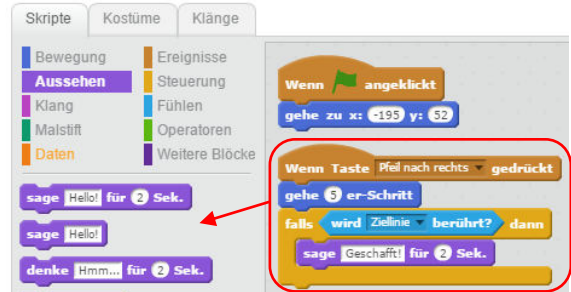 Skripte Kostüme Klänge
Bewegung Ereignisse
Aussehen Steuerung
Klang Fühlen
Malstift Operatoren
Daten Weitere Blöcke
sage Hello! für 2 Sek.
sage Hello!
denke Hmm... für 2 Sek.
Wenn angeklickt
gehe zu x: -195 y: 52
Wenn Taste Pfeil nach rechts gedrückt
gehe 5 er-Schritt
falls wird Ziellinie berührt? dann
sage Geschafft! für 2 Sek.